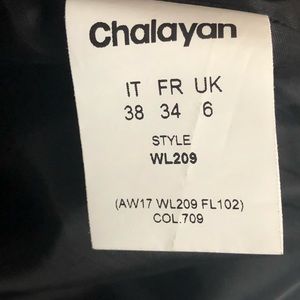 Chalayan
IT FR UK
38 34 6
STYLE
WL209
(AW17 WL209 FL102)
COL.709